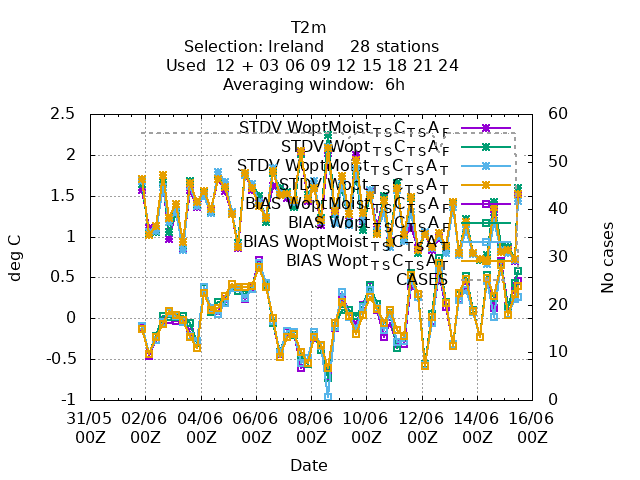 T2m
Selection: Ireland 28 stations
Used 12 + 03 06 09 12 15 18 21 24
Averaging window: 6h
2.5
2
1.5
1
0.5
0
-0.5
-1
60
50
40
30
20
10
0
deg C
No cases
STDV WoptMoist_TS C_TS A_F
STDV Wopt_TS C_TS A_F
STDV WoptMoist_TS C_TS A_T
STDV Wopt_TS C_TS A_T
BIAS WoptMoist_TS C_TS A_F
BIAS Wopt_TS C_TS A_F
BIAS WoptMoist_TS C_TS A_T
BIAS Wopt_TS C_TS A_T
CASES
31/05 02/06 04/06 06/06 08/06 10/06 12/06 14/06 16/06
00Z 00Z 00Z 00Z 00Z 00Z 00Z 00Z 00Z
Date